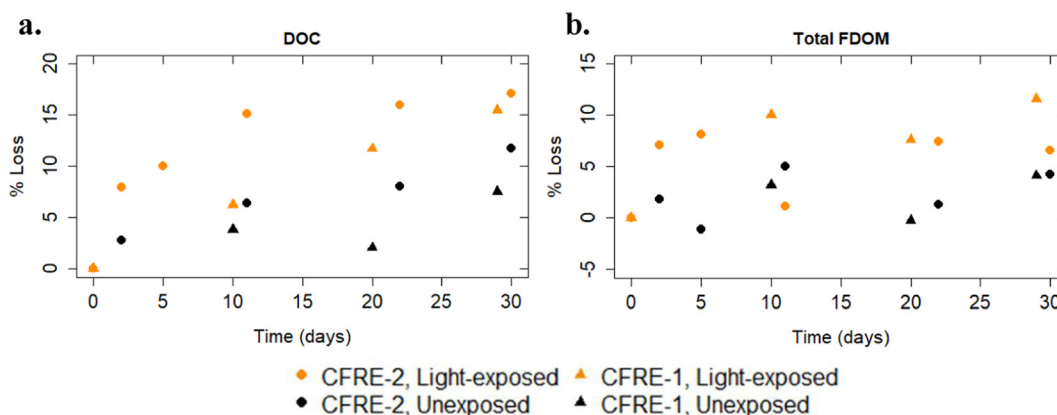 a.
DOC
% Loss
20
15
10
5
0
0 5 10 15 20 25 30
Time (days)
b.
Total FDOM
% Loss
15
10
5
0
-5
0 5 10 15 20 25 30
Time (days)
CFRE-2, Light-exposed CFRE-1, Light-exposed
CFRE-2, Unexposed CFRE-1, Unexposed